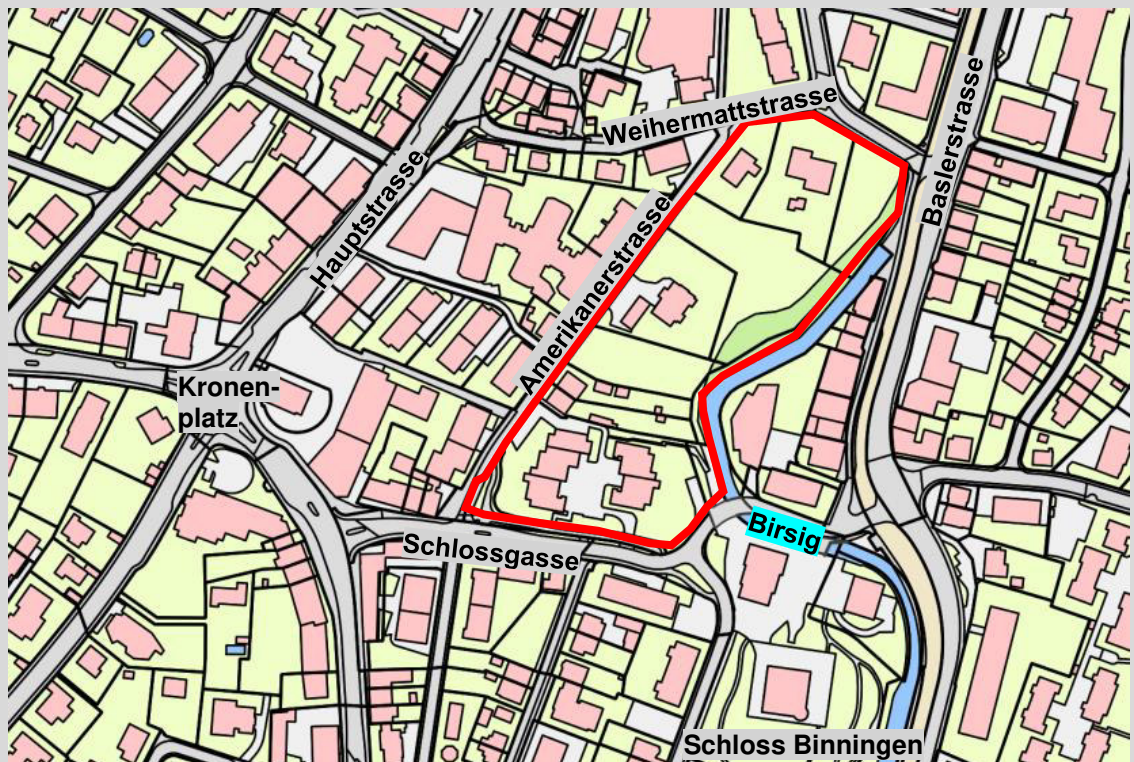 Weihermattstrasse
Baslerstrasse
Hauptstrasse
Amerikanerstrasse
Kronen-
platz
Birsig
Schlossgasse
Schloss Binningen